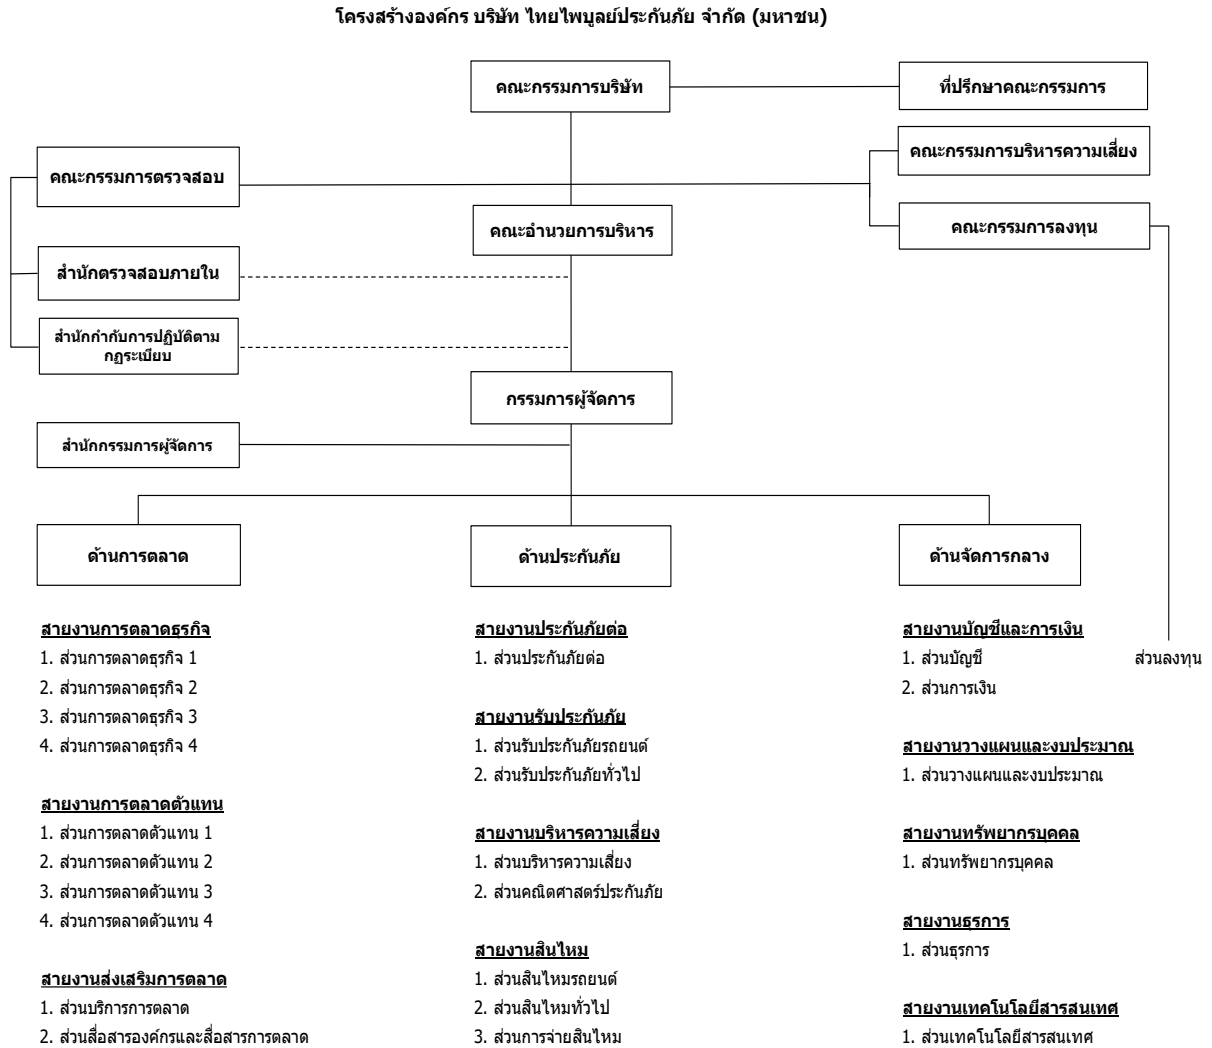 โครงสร้างองค์กร บริษัท ไทยไพบูลย์ประกันภัย จำกัด (มหาชน)
คณะกรรมการบริษัท
ที่ปรึกษาคณะกรรมการ
คณะกรรมการบริหารความเสี่ยง
คณะกรรมการตรวจสอบ
คณะอำนวยการบริหาร
คณะกรรมการลงทุน
สำนักตรวจสอบภายใน
สำนักกำกับการปฏิบัติตาม
กฏระเบียบ
กรรมการผู้จัดการ
สำนักกรรมการผู้จัดการ
ด้านการตลาด
สายงานการตลาดธุรกิจ
1. ส่วนการตลาดธุรกิจ 1
2. ส่วนการตลาดธุรกิจ 2
3. ส่วนการตลาดธุรกิจ 3
4. ส่วนการตลาดธุรกิจ 4
สายงานการตลาดตัวแทน
1. ส่วนการตลาดตัวแทน 1
2. ส่วนการตลาดตัวแทน 2
3. ส่วนการตลาดตัวแทน 3
4. ส่วนการตลาดตัวแทน 4
สายงานส่งเสริมการตลาด
1. ส่วนบริการการตลาด
2. ส่วนสื่อสารองค์กรและสื่อสารการตลาด
ด้านประกันภัย
สายงานประกันภัยต่อ
1. ส่วนประกันภัยต่อ
สายงานรับประกันภัย
1. ส่วนรับประกันภัยรถยนต์
2. ส่วนรับประกันภัยทั่วไป
สายงานบริหารความเสี่ยง
1. ส่วนบริหารความเสี่ยง
2. ส่วนคณิตศาสตร์ประกันภัย
สายงานสินไหม
1. ส่วนสินไหมรถยนต์
2. ส่วนสินไหมทั่วไป
3. ส่วนการจ่ายสินไหม
ด้านจัดการกลาง
สายงานบัญชีและการเงิน
1. ส่วนบัญชี
2. ส่วนการเงิน
สายงานวางแผนและงบประมาณ
1. ส่วนวางแผนและงบประมาณ
สายงานทรัพยากรบุคคล
1. ส่วนทรัพยากรบุคคล
สายงานธุรการ
1. ส่วนธุรการ
สายงานเทคโนโลยีสารสนเทศ
1. ส่วนเทคโนโลยีสารสนเทศ
ส่วนลงทุน